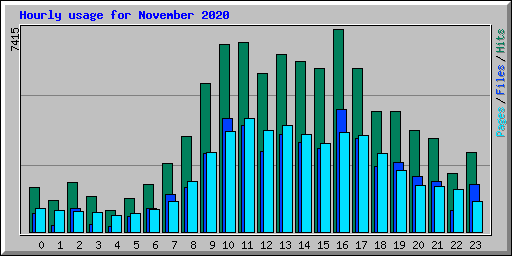 Hourly usage for November 2020
7415
Pages / Files / Hits
0 1 2 3 4 5 6 7 8 9 10 11 12 13 14 15 16 17 18 19 20 21 22 23